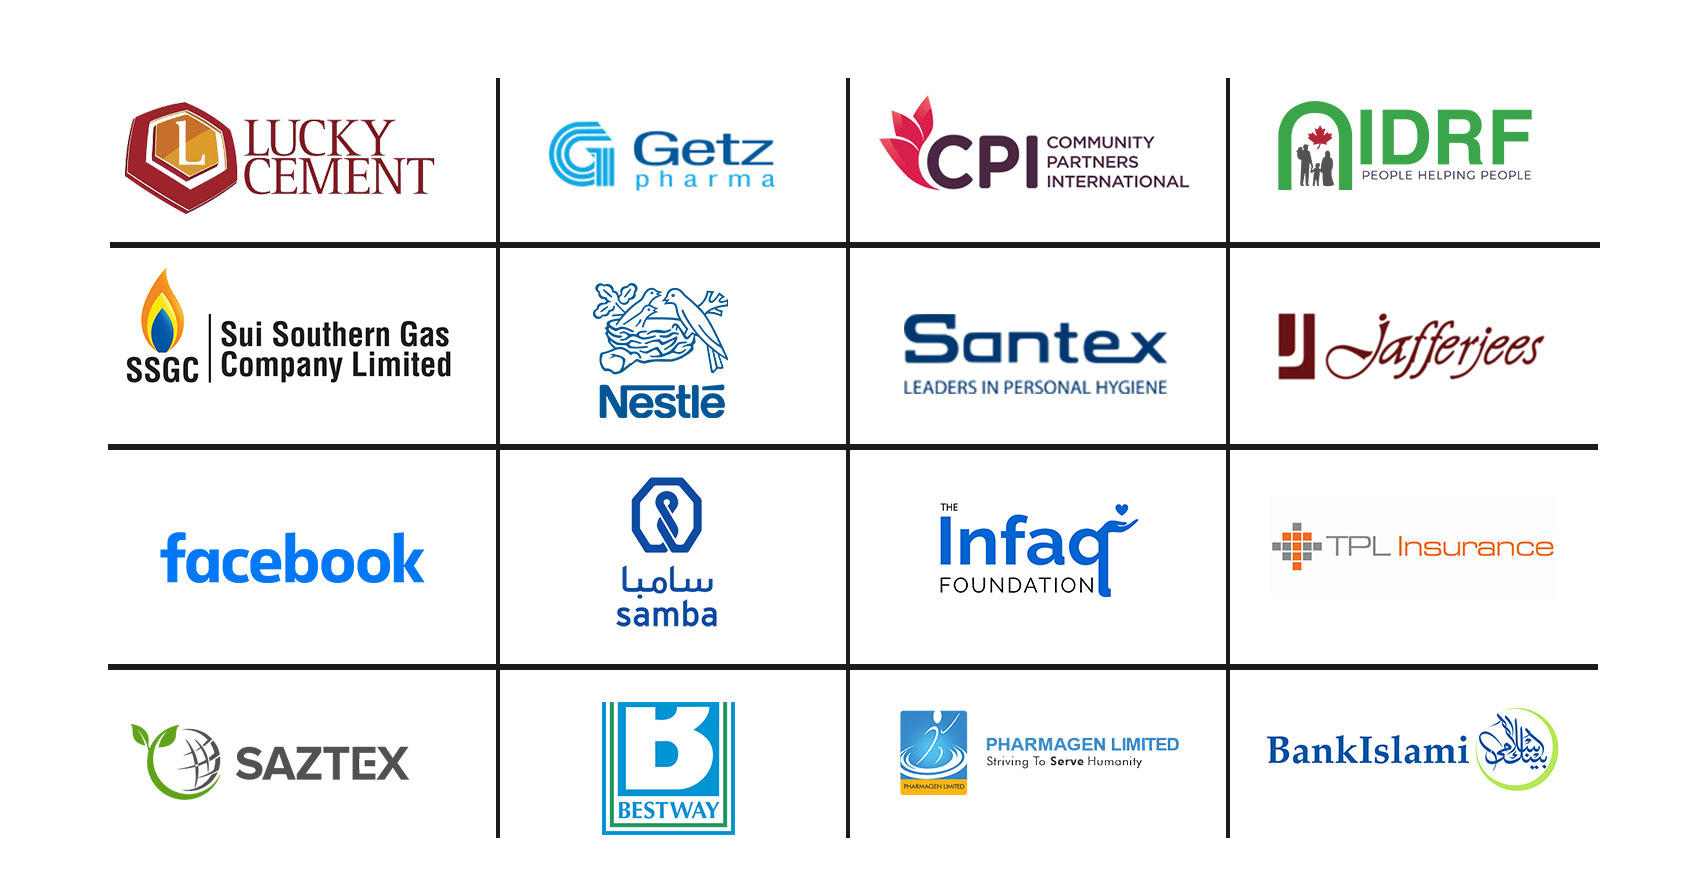 L
LUCKY
CEMENT
Getz
pharma
CPI
COMMUNITY
PARTNERS
INTERNATIONAL
IDRF
PEOPLE HELPING PEOPLE
SSGC
Sui Southern Gas
Company Limited
Nestlé
Santex
LEADERS IN PERSONAL HYGIENE
Jafferjees
facebook
سامبا
samba
THE
Infaq
FOUNDATION
TPL Insurance
SAZTEX
B
BESTWAY
PHARMAGEN LIMITED
PHARMAGEN LIMITED
Striving To Serve Humanity
BankIslami